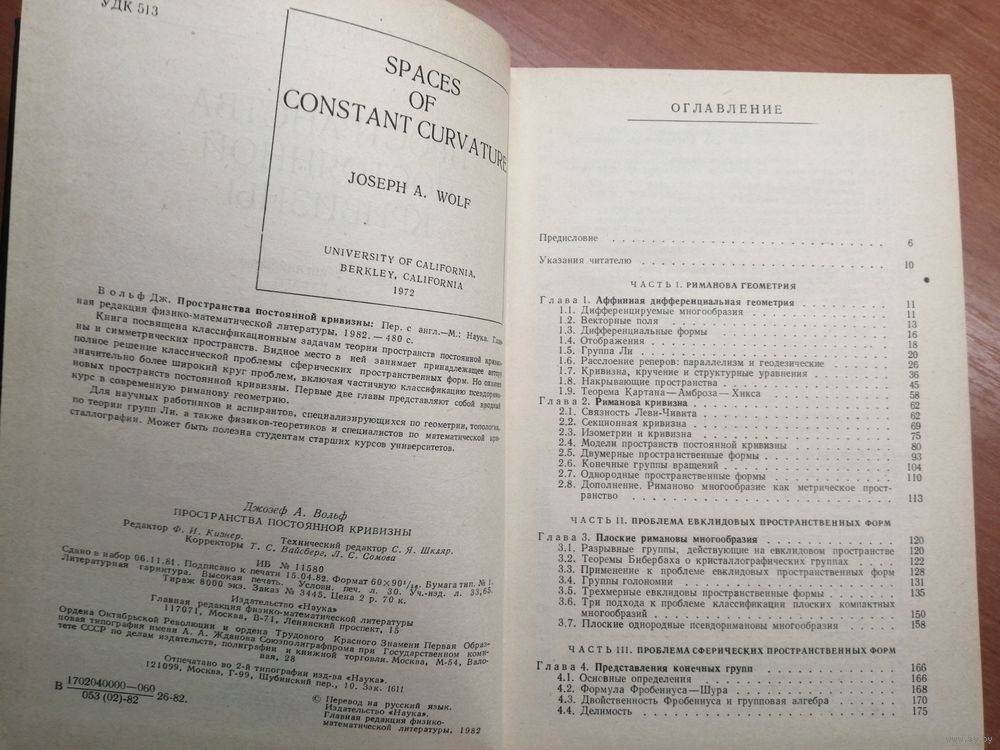 УДК 513
SPACES
OF
CONSTANT CURVATURE
JOSEPH A. WOLF
UNIVERSITY OF CALIFORNIA,
BERKLEY, CALIFORNIA
1972
Вольф Дж. Пространства постоянной кривизны: Пер. с англ.—М.: Наука. Глав-
ная редакция физико-математической литературы, 1982. — 480 с.
Книга посвящена классификационным задачам теории пространств постоянной кривиз-
ны и симметрических пространств. Видное место в ней занимает принадлежащее автору
полное решение классической проблемы сферических пространственных форм. Но охвачен
значительно более широкий круг проблем, включая частичную классификацию псевдорима-
новых пространств постоянной кривизны. Первые две главы представляют собой вводный
курс в современную риманову геометрию.
Для научных работников и аспирантов, специализирующихся по геометрии, топологии,
по теории групп Ли, а также физиков-теоретиков и специалистов по математической кри-
сталлографии. Может быть полезна студентам старших курсов университетов.
Джозеф А. Вольф
ПРОСТРАНСТВА ПОСТОЯННОЙ КРИВИЗНЫ
Редактор Ф. И. Кизнер. Технический редактор С. Я. Шкляр.
Корректоры Т. С. Вайсберг, Л. С. Сомова
ИБ № 11580
Сдано в набор 06.11.81. Подписано к печати 15.04.82. Формат 60×90¹/₁₆. Бумага тип. № 1.
Литературная гарнитура. Высокая печать. Условн. печ. л. 30. Уч.-изд. л. 33,65.
Тираж 8000 экз. Заказ № 3445. Цена 2 р. 70 к.
Издательство «Наука»
Главная редакция физико-математической литературы
117071, Москва, В-71, Ленинский проспект, 15
Ордена Октябрьской Революции и ордена Трудового Красного Знамени Первая Образ-
цовая типография имени А. А. Жданова Союзполиграфпрома при Государственном коми-
тете СССР по делам издательств, полиграфии и книжной торговли. Москва, М-54, Вало-
вая, 28
Отпечатано во 2-й типографии изд-ва «Наука».
121099, Москва, Г-99, Шубинский пер., 10. Зак. 1611
В 1702040000—060
053 (02)-82 26-82.
© Перевод на русский язык.
Издательство «Наука».
Главная редакция физико-
математической литературы, 1982
ОГЛАВЛЕНИЕ
Предисловие 6
Указания читателю 10
ЧАСТЬ I. РИМАНОВА ГЕОМЕТРИЯ
Глава 1. Аффинная дифференциальная геометрия 11
1.1. Дифференцируемые многообразия 11
1.2. Векторные поля 13
1.3. Дифференциальные формы 16
1.4. Отображения 18
1.5. Группа Ли 20
1.6. Расслоение реперов: параллелизм и геодезические 26
1.7. Кривизна, кручение и структурные уравнения 36
1.8. Накрывающие пространства 45
1.9. Теорема Картана—Амброза—Хикса 58
Глава 2. Риманова кривизна 62
2.1. Связность Леви-Чивита 62
2.2. Секционная кривизна 69
2.3. Изометрии и кривизна 75
2.4. Модели пространств постоянной кривизны 80
2.5. Двумерные пространственные формы 93
2.6. Конечные группы вращений 104
2.7. Однородные пространственные формы 110
2.8. Дополнение. Риманово многообразие как метрическое прост-
ранство 113
ЧАСТЬ II. ПРОБЛЕМА ЕВКЛИДОВЫХ ПРОСТРАНСТВЕННЫХ ФОРМ
Глава 3. Плоские римановы многообразия 120
3.1. Разрывные группы, действующие на евклидовом пространстве 120
3.2. Теоремы Бибербаха о кристаллографических группах 122
3.3. Применение к проблеме евклидовых пространственных форм 128
3.4. Группы голономии 131
3.5. Трехмерные евклидовы пространственные формы 135
3.6. Три подхода к проблеме классификации плоских компактных
многообразий 150
3.7. Плоские однородные псевдоримановы многообразия 158
ЧАСТЬ III. ПРОБЛЕМА СФЕРИЧЕСКИХ ПРОСТРАНСТВЕННЫХ ФОРМ
Глава 4. Представления конечных групп 166
4.1. Основные определения 166
4.2. Формула Фробениуса—Шура 168
4.3. Двойственность Фробениуса и групповая алгебра 170
4.4. Делимость 175